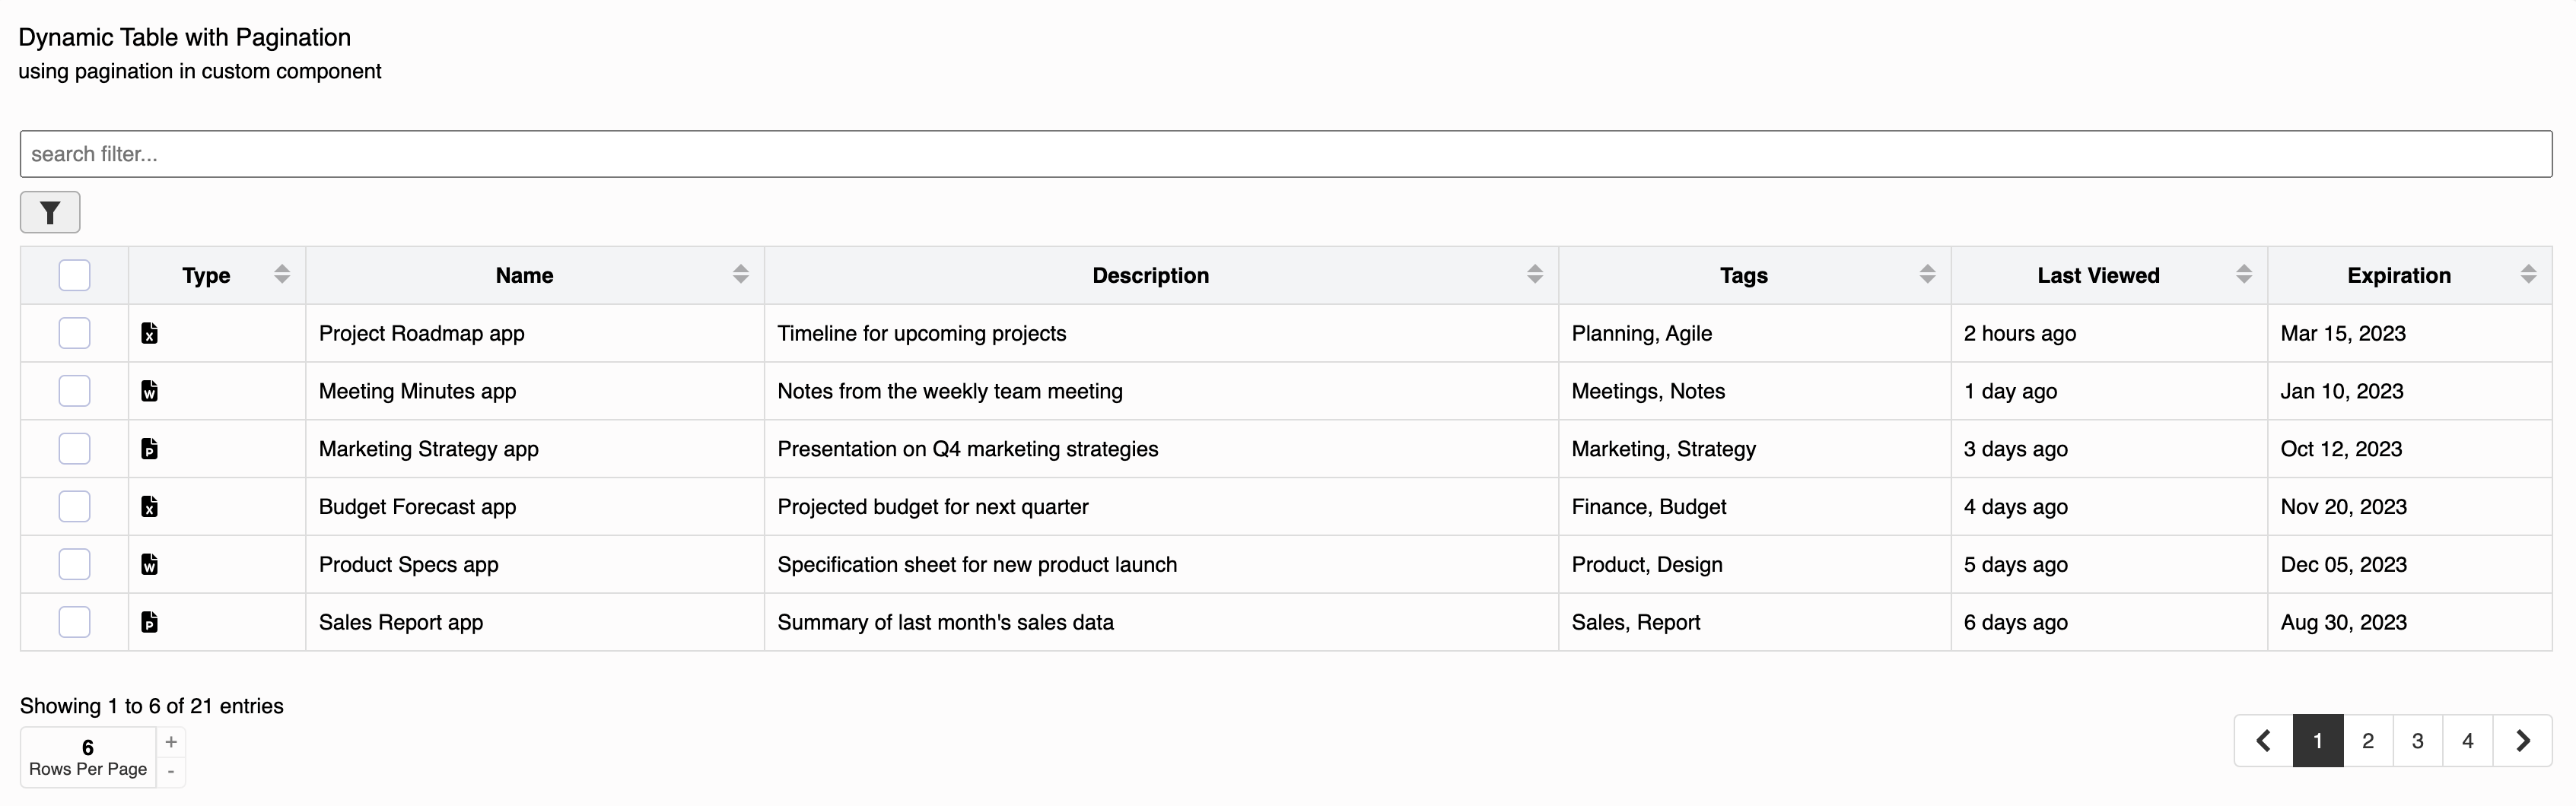 Dynamic Table with Pagination
using pagination in custom component
search filter...
Type Name Description Tags Last Viewed Expiration
X Project Roadmap app Timeline for upcoming projects Planning, Agile 2 hours ago Mar 15, 2023
W Meeting Minutes app Notes from the weekly team meeting Meetings, Notes 1 day ago Jan 10, 2023
P Marketing Strategy app Presentation on Q4 marketing strategies Marketing, Strategy 3 days ago Oct 12, 2023
X Budget Forecast app Projected budget for next quarter Finance, Budget 4 days ago Nov 20, 2023
W Product Specs app Specification sheet for new product launch Product, Design 5 days ago Dec 05, 2023
P Sales Report app Summary of last month's sales data Sales, Report 6 days ago Aug 30, 2023
Showing 1 to 6 of 21 entries
6 +
Rows Per Page -
1 2 3 4